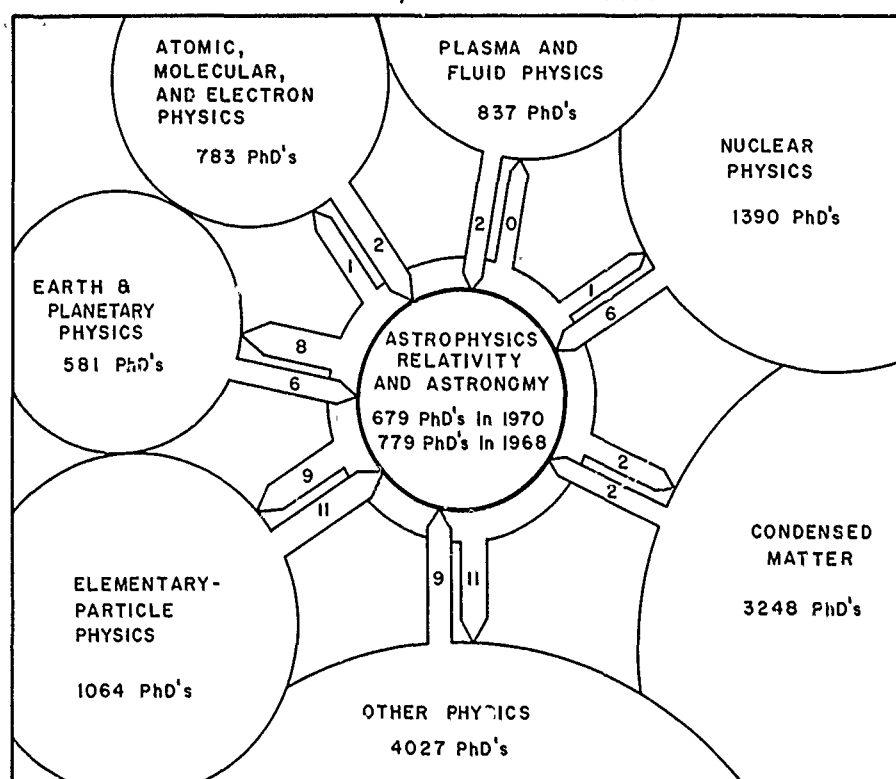 ATOMIC,
MOLECULAR,
AND ELECTRON
PHYSICS
783 PhD's
PLASMA AND
FLUID PHYSICS
837 PhD's
NUCLEAR
PHYSICS
1390 PhD's
2
1
2
0
1
6
EARTH &
PLANETARY
PHYSICS
581 PhD's
8
6
ASTROPHYSICS
RELATIVITY
AND ASTRONOMY
679 PhD's In 1970
779 PhD's In 1968
9
11
2
2
9
11
CONDENSED
MATTER
3248 PhD's
ELEMENTARY-
PARTICLE
PHYSICS
1064 PhD's
OTHER PHYSICS
4027 PhD's